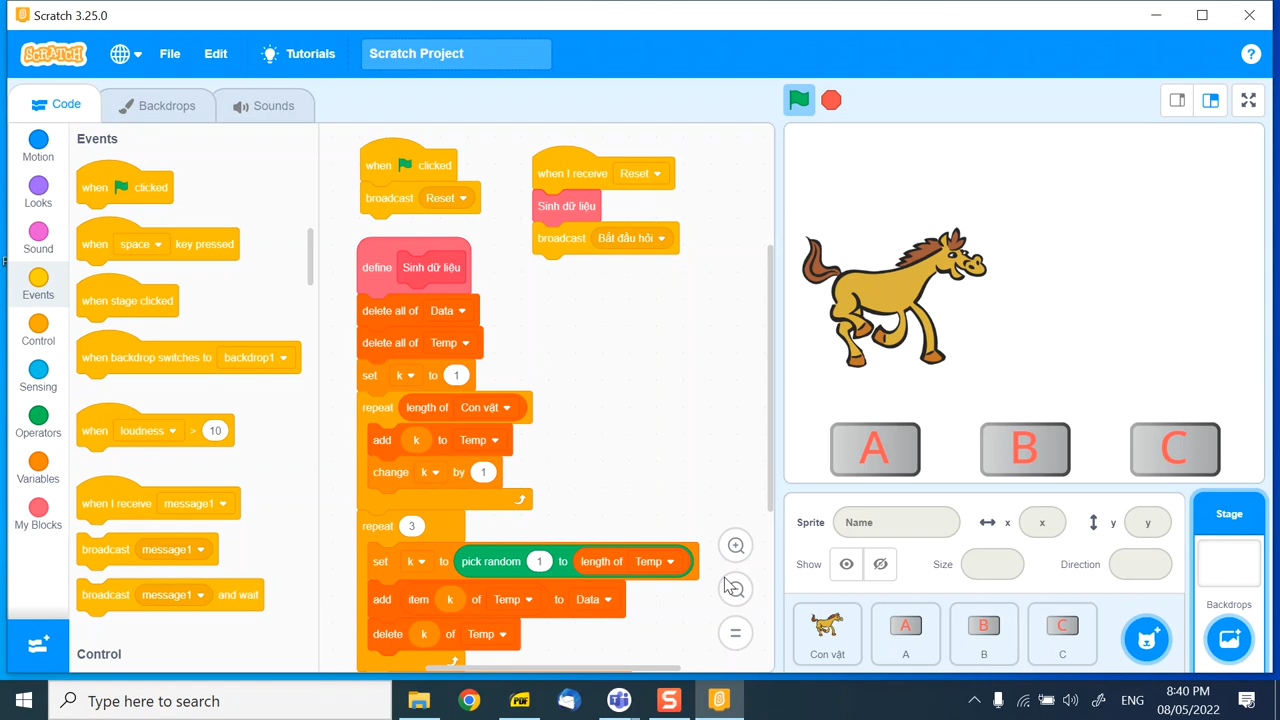 Scratch 3.25.0
SCRATCH
File
Edit
Tutorials
Scratch Project
?
Code
Backdrops
Sounds
Motion
Looks
Sound
Events
Control
Sensing
Operators
Variables
My Blocks
Events
when clicked
when space key pressed
when stage clicked
when backdrop switches to backdrop1
when loudness > 10
when I receive message1
broadcast message1
broadcast message1 and wait
Control
when clicked
broadcast Reset
when I receive Reset
Sinh dữ liệu
broadcast Bắt đầu hỏi
define Sinh dữ liệu
delete all of Data
delete all of Temp
set k to 1
repeat length of Con vật
add k to Temp
change k by 1
repeat 3
set k to pick random 1 to length of Temp
add item k of Temp to Data
delete k of Temp
A
B
C
Sprite
Name
x
x
y
y
Show
Size
Direction
Con vật
A
A
B
B
C
C
Stage
Backdrops
Type here to search
PDF
S
ENG
8:40 PM
08/05/2022